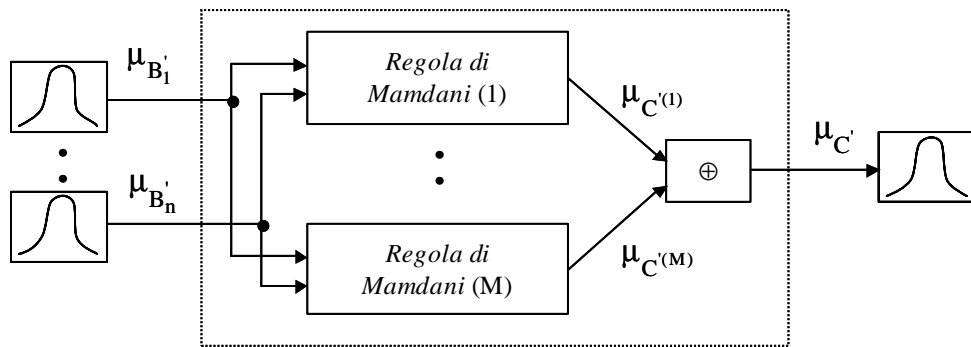 μB'1
Regola di
Mamdani (1)
μC'(1)
μC'
⊕
μB'n
Regola di
Mamdani (M)
μC'(M)